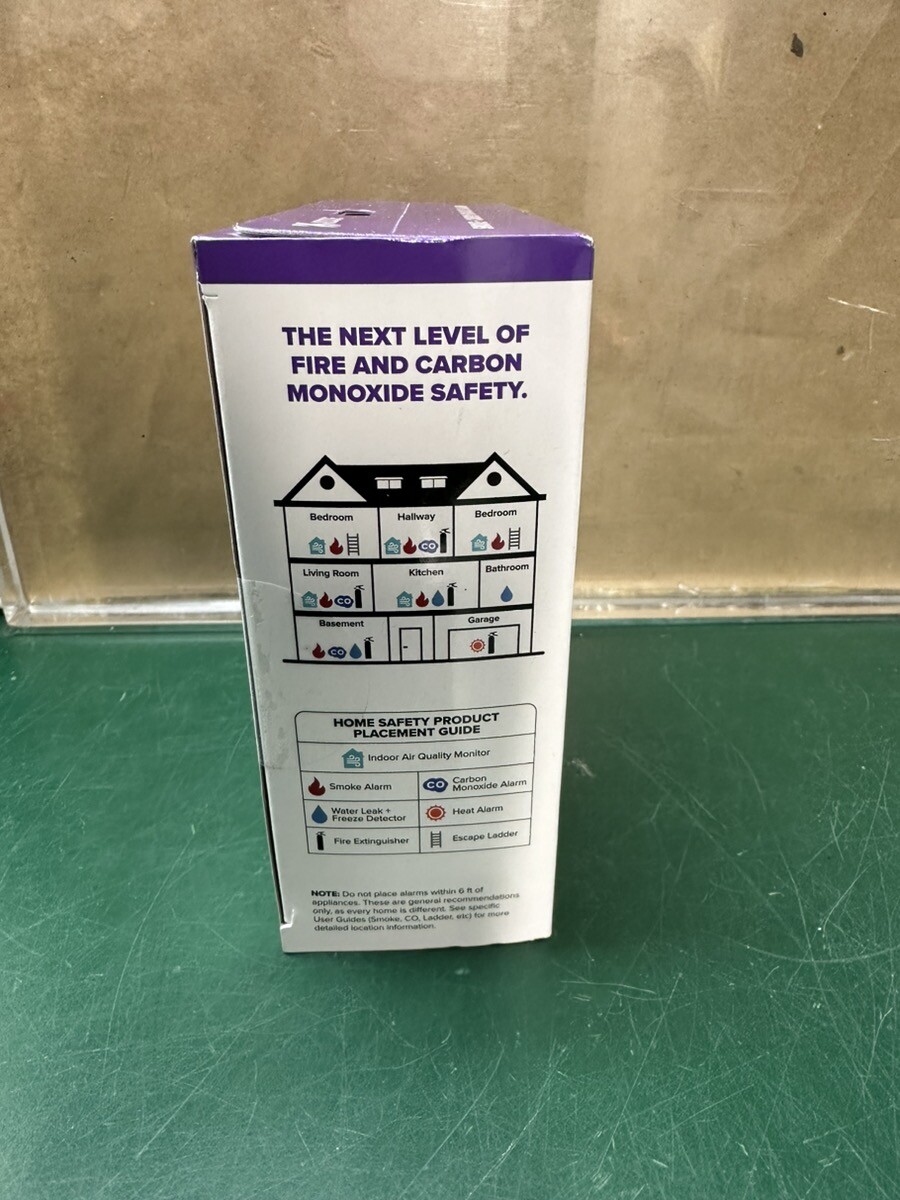 THE NEXT LEVEL OF
FIRE AND CARBON
MONOXIDE SAFETY.
Bedroom
Hallway
Bedroom
CO
Living Room
Kitchen
Bathroom
CO
Basement
Garage
CO
HOME SAFETY PRODUCT
PLACEMENT GUIDE
Indoor Air Quality Monitor
Smoke Alarm
CO Carbon
Monoxide Alarm
Water Leak +
Freeze Detector
Heat Alarm
Fire Extinguisher
Escape Ladder
NOTE: Do not place alarms within 6 ft of
appliances. These are general recommendations
only, as every home is different. See specific
User Guides (Smoke, CO, Ladder, etc) for more
detailed location information.